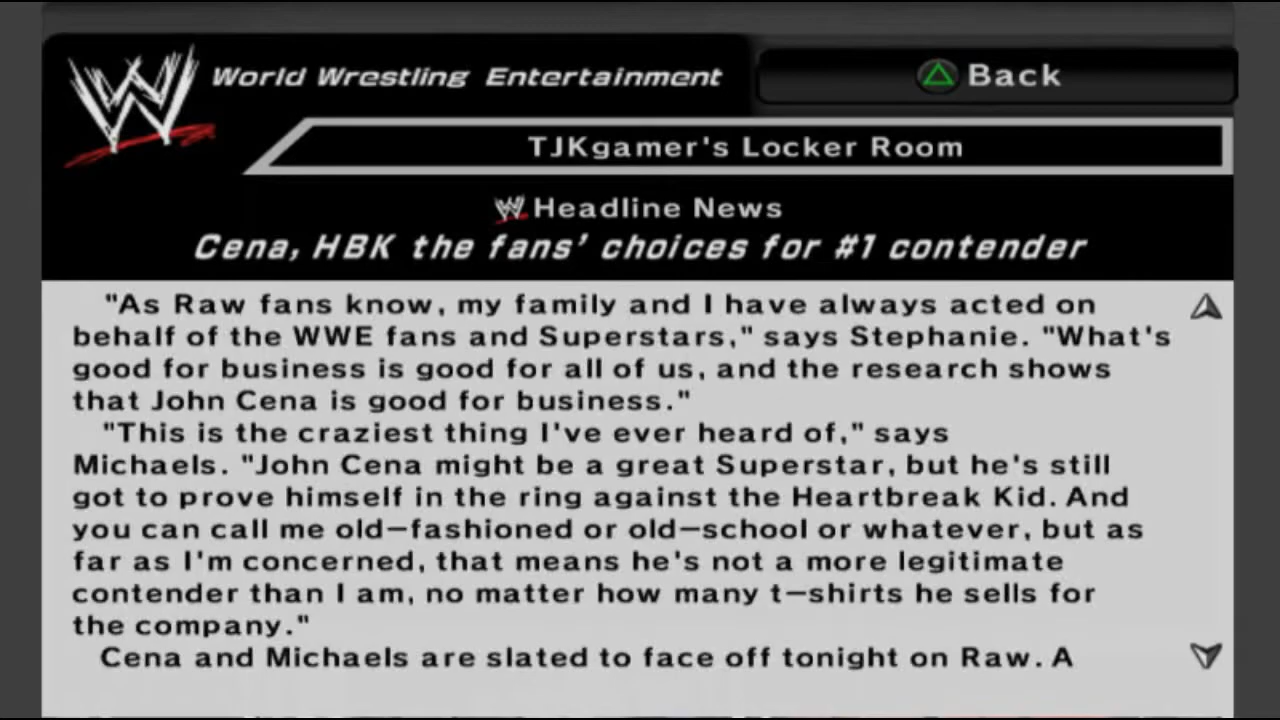 World Wrestling Entertainment
Back
TJKgamer's Locker Room
Headline News
Cena, HBK the fans' choices for #1 contender
"As Raw fans know, my family and I have always acted on
behalf of the WWE fans and Superstars," says Stephanie. "What's
good for business is good for all of us, and the research shows
that John Cena is good for business."
"This is the craziest thing I've ever heard of," says
Michaels. "John Cena might be a great Superstar, but he's still
got to prove himself in the ring against the Heartbreak Kid. And
you can call me old-fashioned or old-school or whatever, but as
far as I'm concerned, that means he's not a more legitimate
contender than I am, no matter how many t-shirts he sells for
the company."
Cena and Michaels are slated to face off tonight on Raw. A